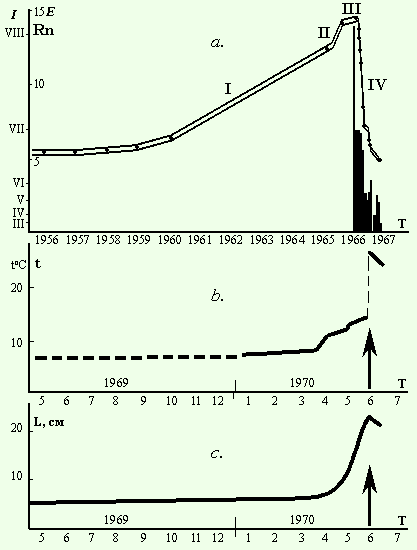 I 15 E III
VIII Rn a. II
10 I IV
VII
5
VI
V
IV
III T
1956 1957 1958 1959 1960 1961 1962 1963 1964 1965 1966 1967
t°C t
20 b.
10
1969 1970 T
5 6 7 8 9 10 11 12 1 2 3 4 5 6 7
L, см
20
c.
10
1969 1970 T
5 6 7 8 9 10 11 12 1 2 3 4 5 6 7